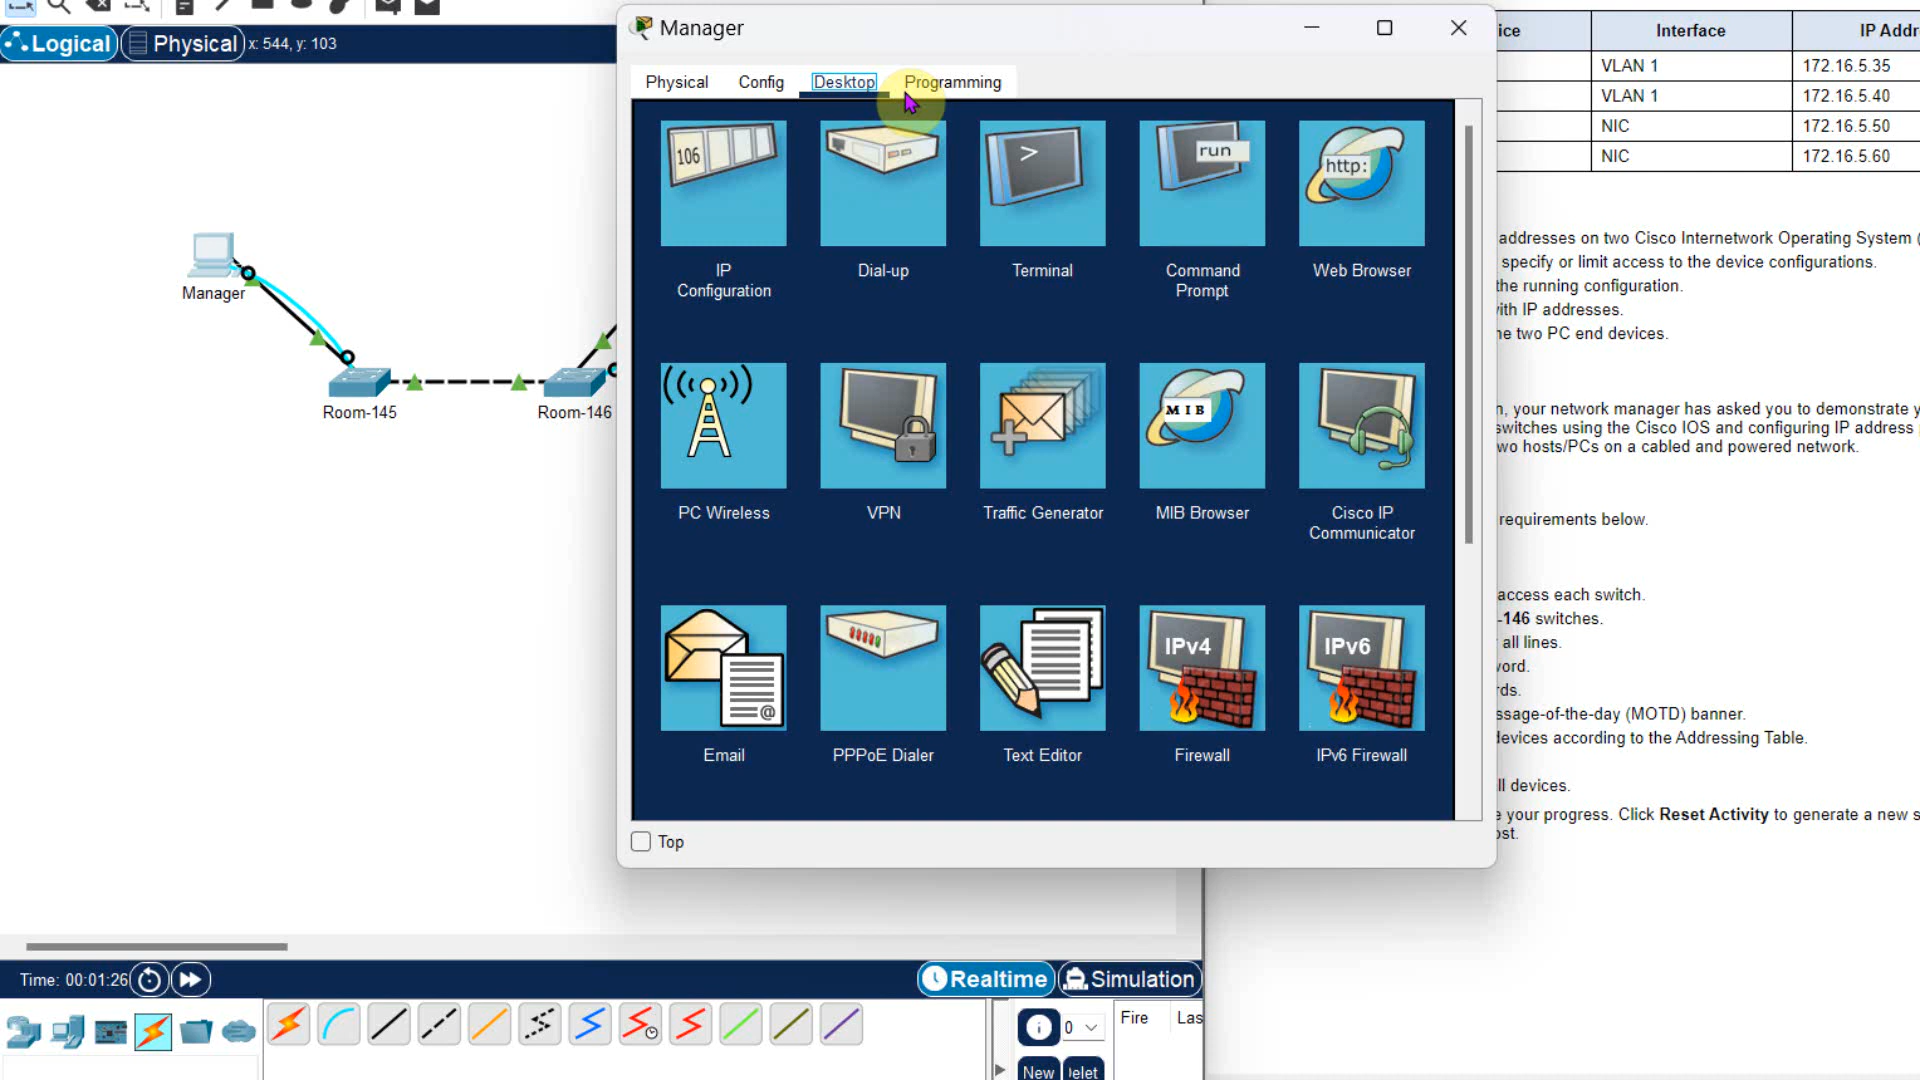 Logical
Physical
x: 544, y: 103
Manager
Physical
Config
Desktop
Programming
106
>
run
http:
IP
Configuration
Dial-up
Terminal
Command
Prompt
Web Browser
MIB
PC Wireless
VPN
Traffic Generator
MIB Browser
Cisco IP
Communicator
@
IPv4
IPv6
Email
PPPoE Dialer
Text Editor
Firewall
IPv6 Firewall
Top
Manager
Room-145
Room-146
ice
Interface
IP Addr
VLAN 1
172.16.5.35
VLAN 1
172.16.5.40
NIC
172.16.5.50
NIC
172.16.5.60
addresses on two Cisco Internetwork Operating System (
specify or limit access to the device configurations.
the running configuration.
with IP addresses.
he two PC end devices.
n, your network manager has asked you to demonstrate y
switches using the Cisco IOS and configuring IP address
wo hosts/PCs on a cabled and powered network.
requirements below.
access each switch.
-146 switches.
all lines.
ord.
rds.
ssage-of-the-day (MOTD) banner.
devices according to the Addressing Table.
ll devices.
e your progress. Click Reset Activity to generate a new s
ost.
Time: 00:01:26
Realtime
Simulation
0
Fire
Las
New
elet